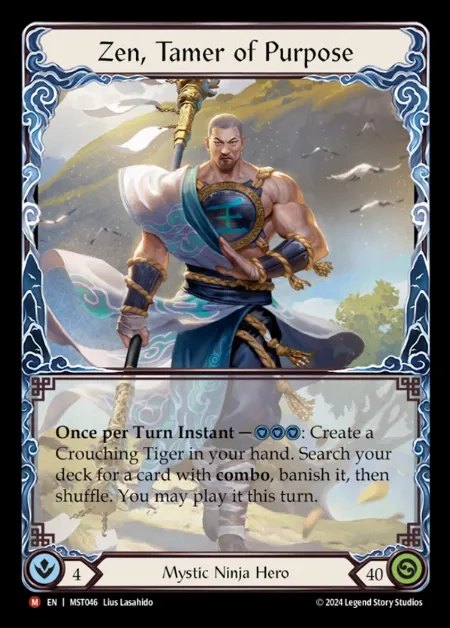 Zen, Tamer of Purpose
王
Once per Turn Instant — : Create a
Crouching Tiger in your hand. Search your
deck for a card with combo, banish it, then
shuffle. You may play it this turn.
4
Mystic Ninja Hero
40
M EN | MST046 Lius Lasahido
© 2024 Legend Story Studios